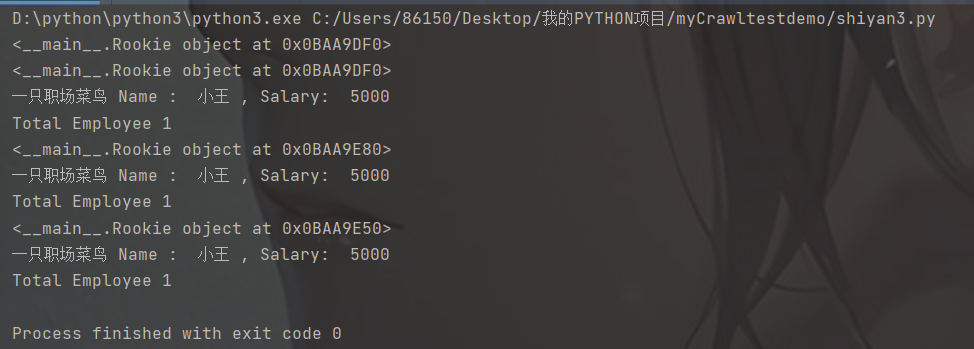 D:\python\python3\python3.exe C:/Users/86150/Desktop/我的PYTHON项目/myCrawltestdemo/shiyan3.py
<__main__.Rookie object at 0x0BAA9DF0>
<__main__.Rookie object at 0x0BAA9DF0>
一只职场菜鸟 Name :  小王 , Salary:  5000
Total Employee 1
<__main__.Rookie object at 0x0BAA9E80>
一只职场菜鸟 Name :  小王 , Salary:  5000
Total Employee 1
<__main__.Rookie object at 0x0BAA9E50>
一只职场菜鸟 Name :  小王 , Salary:  5000
Total Employee 1
Process finished with exit code 0